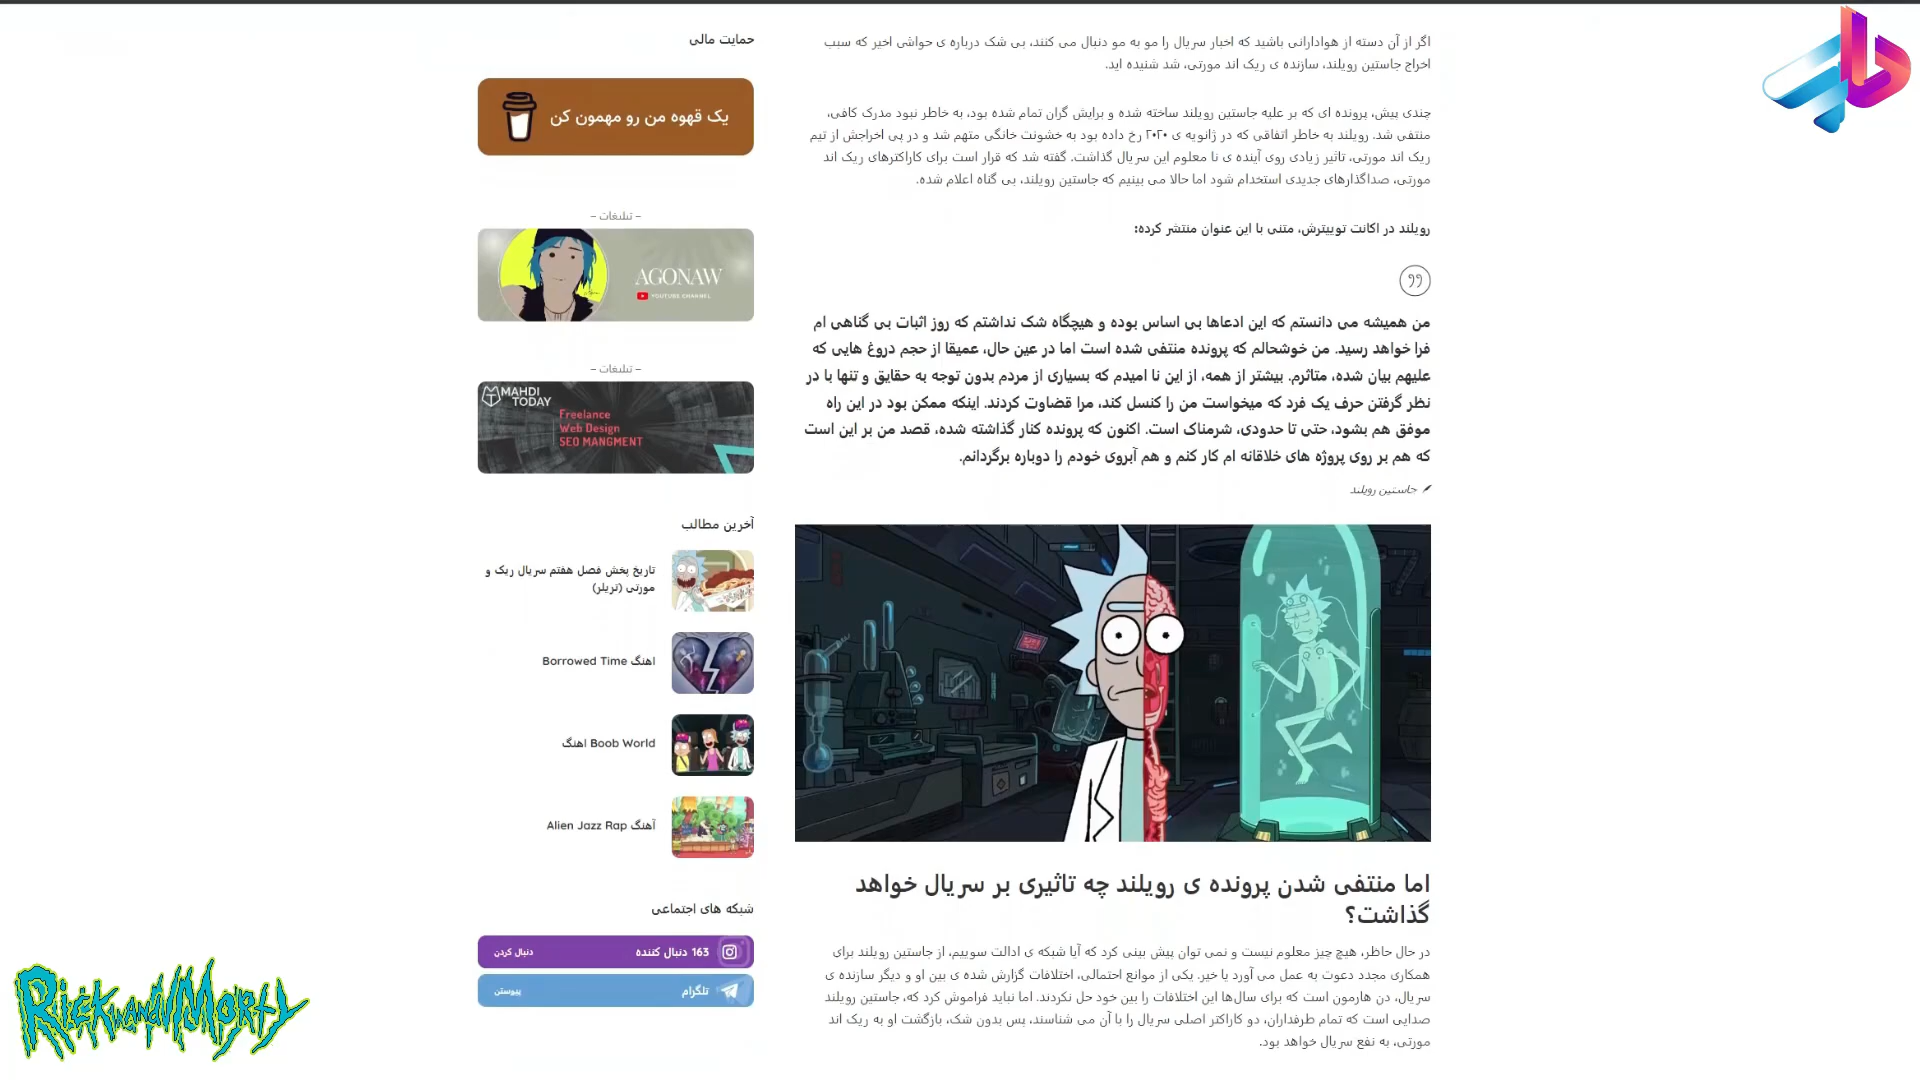 اگر از آن دسته از هوادارانی باشید که اخبار سریال را مو به مو دنبال می کنند، بی شک درباره ی حواشی اخیر که سبب
اخراج جاستین رویلند، سازنده ی ریک اند مورتی، شد شنیده اید.
چندی پیش، پرونده ای که بر علیه جاستین رویلند ساخته شده و برایش گران تمام شده بود، به خاطر نبود مدرک کافی،
منتفی شد. رویلند به خاطر اتفاقی که در ژانویه ی ۲۰۲۰ رخ داده بود به خشونت خانگی متهم شد و در پی اخراجش از تیم
ریک اند مورتی، تاثیر زیادی روی آینده ی نا معلوم این سریال گذاشت. گفته شد که قرار است برای کاراکترهای ریک اند
مورتی، صداگذارهای جدیدی استخدام شود اما حالا می بینیم که جاستین رویلند، بی گناه اعلام شده.
رویلند در اکانت توییترش، متنی با این عنوان منتشر کرده:
من همیشه می دانستم که این ادعاها بی اساس بوده و هیچگاه شک نداشتم که روز اثبات بی گناهی ام
فرا خواهد رسید. من خوشحالم که پرونده منتفی شده است اما در عین حال، عمیقا از حجم دروغ هایی که
علیهم بیان شده، متاثرم. بیشتر از همه، از این نا امیدم که بسیاری از مردم بدون توجه به حقایق و تنها با در
نظر گرفتن حرف یک فرد که میخواست من را کنسل کند، مرا قضاوت کردند. اینکه ممکن بود در این راه
موفق هم بشود، حتی تا حدودی، شرمناک است. اکنون که پرونده کنار گذاشته شده، قصد من بر این است
که هم بر روی پروژه های خلاقانه ام کار کنم و هم آبروی خودم را دوباره برگردانم.
جاستین رویلند
اما منتفی شدن پرونده ی رویلند چه تاثیری بر سریال خواهد
گذاشت؟
در حال حاظر، هیچ چیز معلوم نیست و نمی توان پیش بینی کرد که آیا شبکه ی ادالت سوییم، از جاستین رویلند برای
همکاری مجدد دعوت به عمل می آورد یا خیر. یکی از موانع احتمالی، اختلافات گزارش شده ی بین او و دیگر سازنده ی
سریال، دن هارمون است که برای سال‌ها این اختلافات را بین خود حل نکردند. اما نباید فراموش کرد که، جاستین رویلند
صدایی است که تمام طرفداران، دو کاراکتر اصلی سریال را با آن می شناسند، پس بدون شک، بازگشت او به ریک اند
مورتی، به نفع سریال خواهد بود.
حمایت مالی
یک قهوه من رو مهمون کن
– تبلیغات –
AGONAW
YOUTUBE CHANNEL
– تبلیغات –
MAHDI
TODAY
Freelance
Web Design
SEO MANGMENT
آخرین مطالب
تاریخ پخش فصل هفتم سریال ریک و
مورتی (تریلر)
اهنگ Borrowed Time
Boob World اهنگ
آهنگ Alien Jazz Rap
شبکه های اجتماعی
163 دنبال کننده
دنبال کردن
تلگرام
پیوستن
Rick and Morty